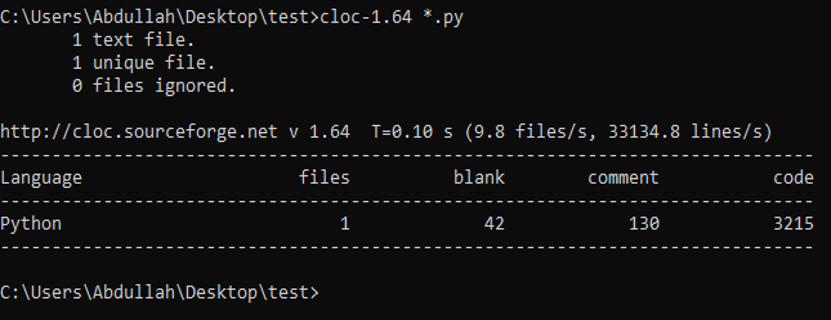 C:\Users\Abdullah\Desktop\test>cloc-1.64 *.py
1 text file.
1 unique file.
0 files ignored.
http://cloc.sourceforge.net v 1.64  T=0.10 s (9.8 files/s, 33134.8 lines/s)
-------------------------------------------------------------------------------
Language                     files          blank        comment           code
-------------------------------------------------------------------------------
Python                           1             42            130           3215
-------------------------------------------------------------------------------
C:\Users\Abdullah\Desktop\test>